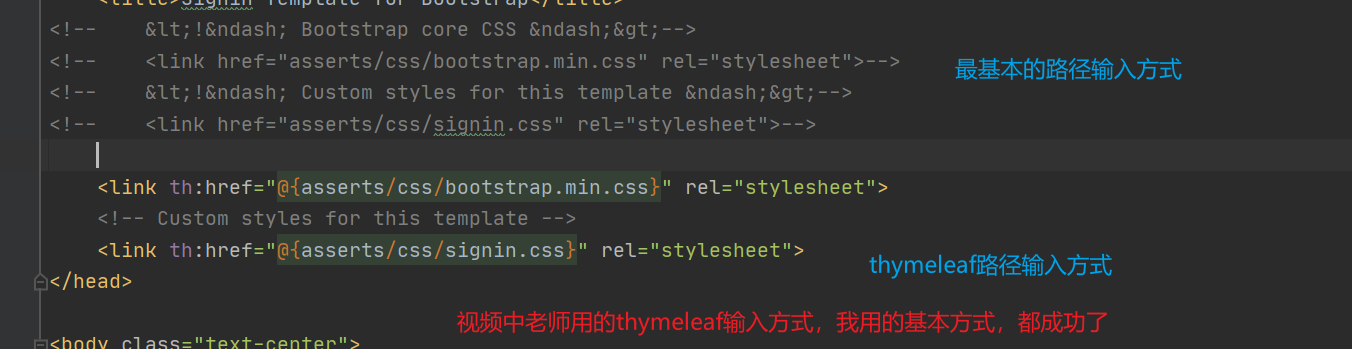 <title>Signin Template for Bootstrap</title>
<!--    &lt;!&ndash; Bootstrap core CSS &ndash;&gt;-->
<!--    <link href="asserts/css/bootstrap.min.css" rel="stylesheet">-->
最基本的路径输入方式
<!--    &lt;!&ndash; Custom styles for this template &ndash;&gt;-->
<!--    <link href="asserts/css/signin.css" rel="stylesheet">-->
<link th:href="@{asserts/css/bootstrap.min.css}" rel="stylesheet">
<!-- Custom styles for this template -->
<link th:href="@{asserts/css/signin.css}" rel="stylesheet">
thymeleaf路径输入方式
</head>
视频中老师用的thymeleaf输入方式，我用的基本方式，都成功了
<body class="text-center">